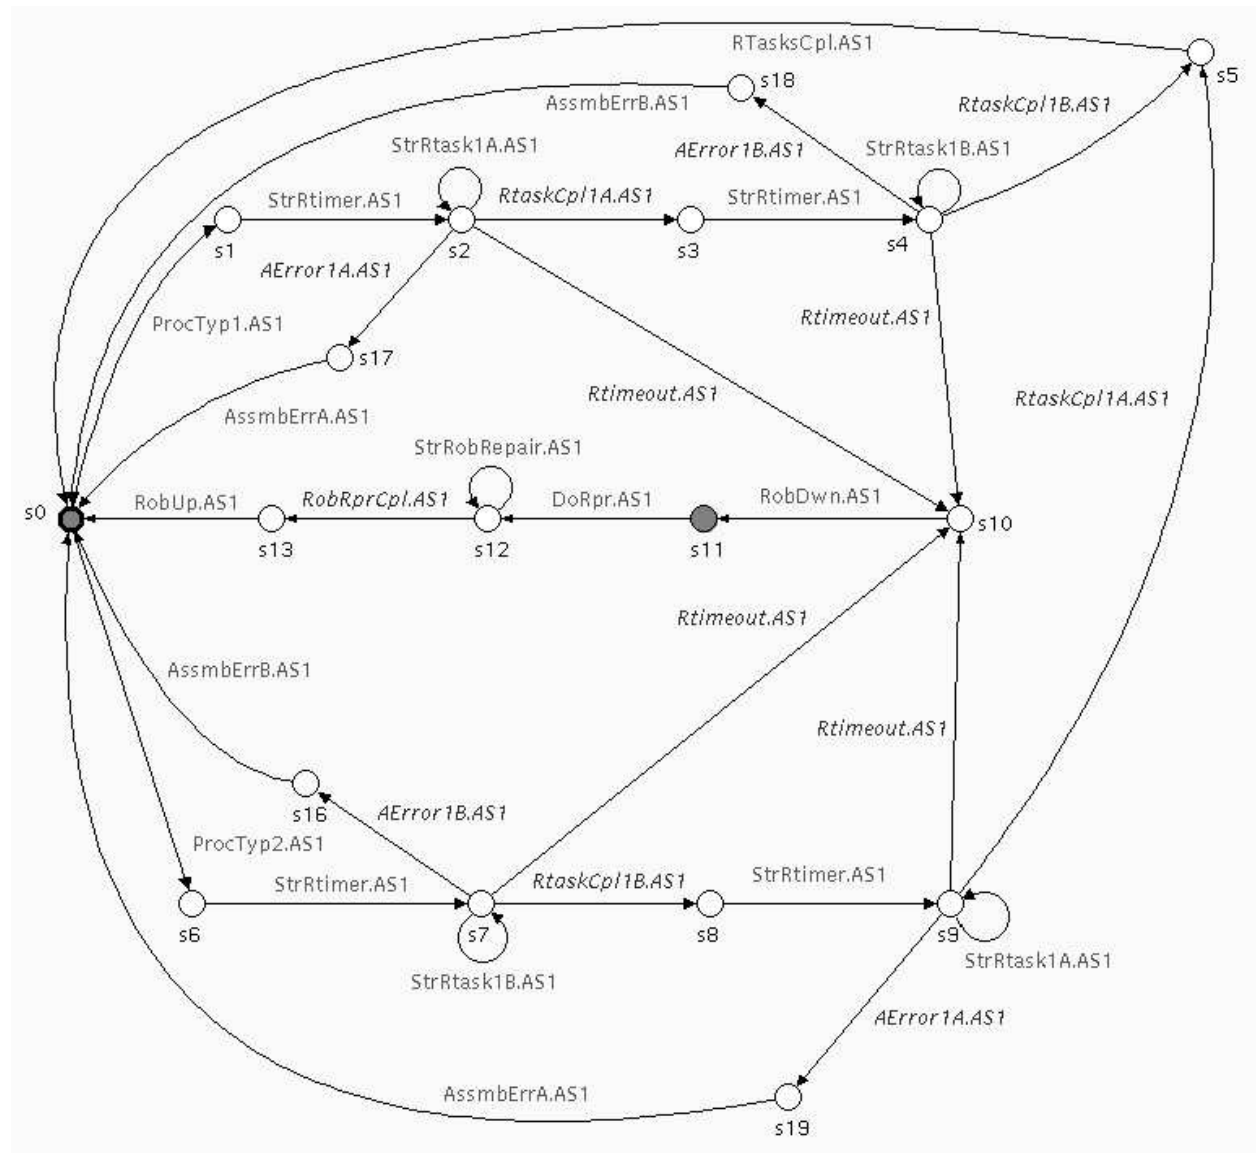 RTasksCpl.AS1
s5
s18
AssmbErrB.AS1
RtaskCpl1B.AS1
StrRtask1A.AS1
AError1B.AS1
StrRtask1B.AS1
StrRtimer.AS1
RtaskCpl1A.AS1
StrRtimer.AS1
s1
s2
s3
s4
AError1A.AS1
ProcTyp1.AS1
Rtimeout.AS1
s17
Rtimeout.AS1
RtaskCpl1A.AS1
AssmbErrA.AS1
StrRobRepair.AS1
s0
RobUp.AS1
RobRprCpl.AS1
DoRpr.AS1
RobDwn.AS1
s10
s13
s12
s11
Rtimeout.AS1
AssmbErrB.AS1
Rtimeout.AS1
s16
AError1B.AS1
ProcTyp2.AS1
StrRtimer.AS1
RtaskCpl1B.AS1
StrRtimer.AS1
s6
s7
s8
s9
StrRtask1B.AS1
StrRtask1A.AS1
AError1A.AS1
AssmbErrA.AS1
s19